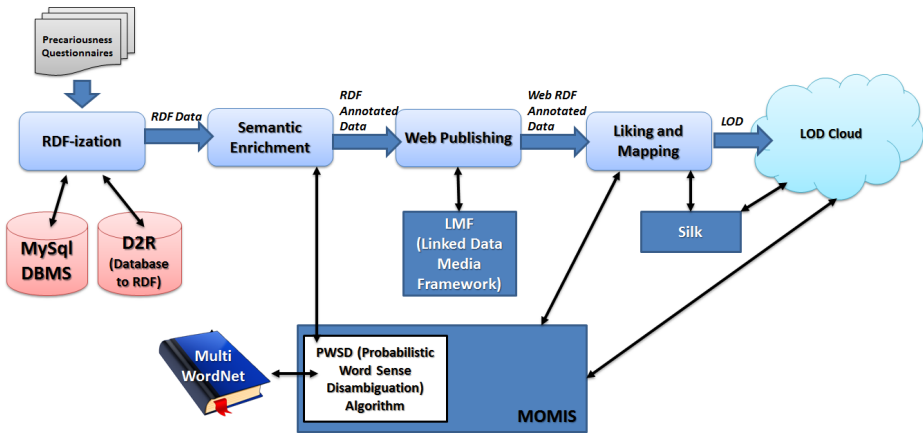 Precariousness
Questionnaires
RDF-ization
RDF Data
Semantic
Enrichment
RDF
Annotated
Data
Web Publishing
Web RDF
Annotated
Data
Liking and
Mapping
LOD
LOD Cloud
MySql
DBMS
D2R
(Database
to RDF)
LMF
(Linked Data
Media
Framework)
Silk
Multi
WordNet
PWSD (Probabilistic
Word Sense
Disambiguation)
Algorithm
MOMIS